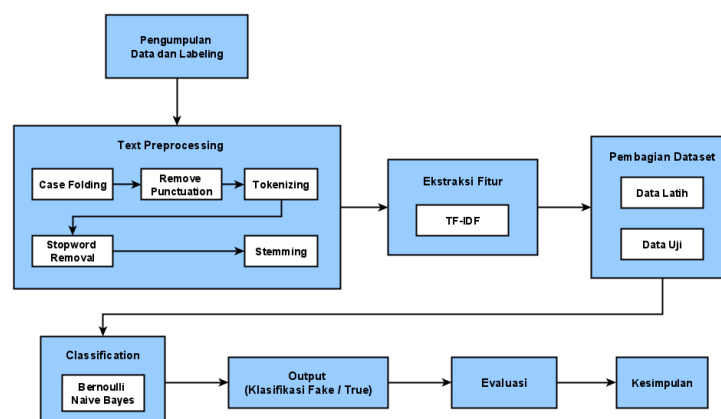 Pengumpulan
Data dan Labeling
Text Preprocessing
Case Folding
Remove
Punctuation
Tokenizing
Stopword
Removal
Stemming
Ekstraksi Fitur
TF-IDF
Pembagian Dataset
Data Latih
Data Uji
Classification
Bernoulli
Naive Bayes
Output
(Klasifikasi Fake / True)
Evaluasi
Kesimpulan